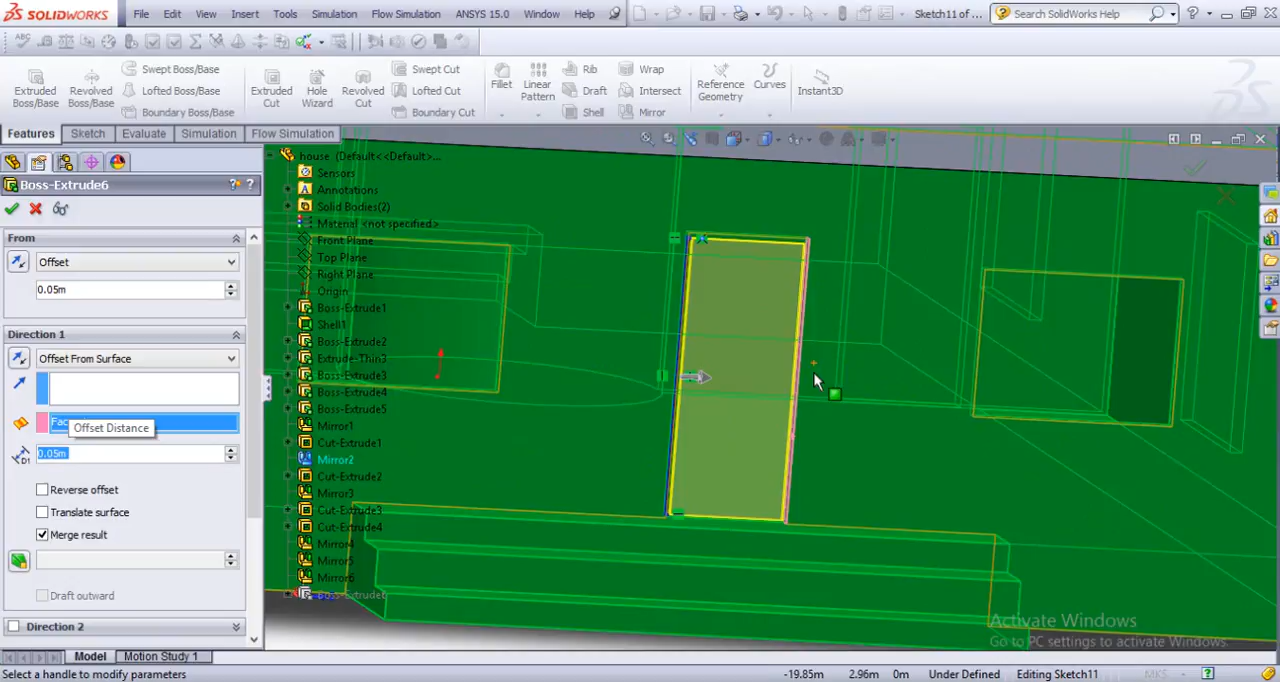 SOLIDWORKS File Edit View Insert Tools Simulation Flow Simulation ANSYS 15.0 Window Help Sketch11 of ... Search SolidWorks Help
Extruded Boss/Base
Revolved Boss/Base
Swept Boss/Base
Lofted Boss/Base
Boundary Boss/Base
Extruded Cut
Hole Wizard
Revolved Cut
Swept Cut
Lofted Cut
Boundary Cut
Fillet
Linear Pattern
Rib
Draft
Shell
Wrap
Intersect
Mirror
Reference Geometry
Curves
Instant3D
Features Sketch Evaluate Simulation Flow Simulation
Boss-Extrude6
From
Offset
0.05m
Direction 1
Offset From Surface
Fac
Offset Distance
0.05m
Reverse offset
Translate surface
Merge result
Draft outward
Direction 2
house (Default<<Default>...
Sensors
Annotations
Solid Bodies(2)
Material <not specified>
Front Plane
Top Plane
Right Plane
Origin
Boss-Extrude1
Shell1
Boss-Extrude2
Extrude-Thin3
Boss-Extrude3
Boss-Extrude4
Boss-Extrude5
Mirror1
Cut-Extrude1
Mirror2
Cut-Extrude2
Mirror3
Cut-Extrude3
Cut-Extrude4
Mirror4
Mirror5
Mirror6
Boss-Extrude6
Activate Windows
Go to PC settings to activate Windows.
Model Motion Study 1
Select a handle to modify parameters -19.85m 2.96m 0m Under Defined Editing Sketch11 MKS